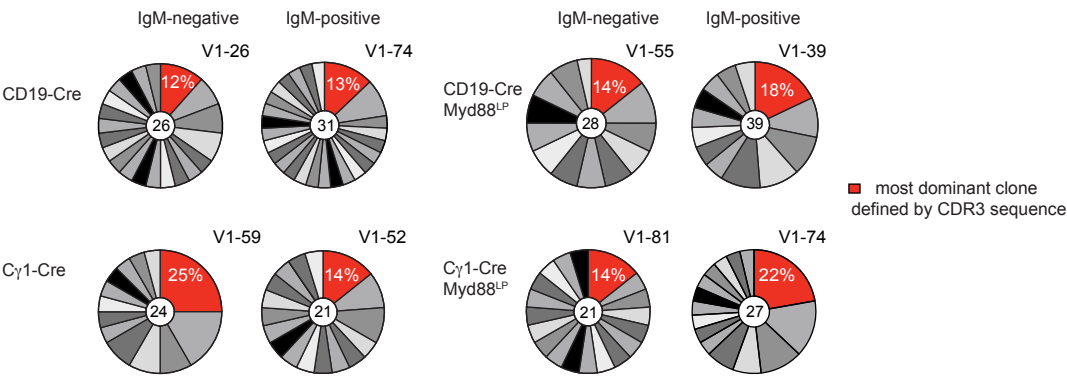 IgM-negative IgM-positive IgM-negative IgM-positive
V1-26 V1-74 V1-55 V1-39
CD19-Cre 12% 26 13% 31
CD19-Cre
Myd88ᴸᴾ 14% 28 18% 39
most dominant clone
defined by CDR3 sequence
V1-59 V1-52 V1-81 V1-74
Cγ1-Cre 25% 24 14% 21
Cγ1-Cre
Myd88ᴸᴾ 14% 21 22% 27